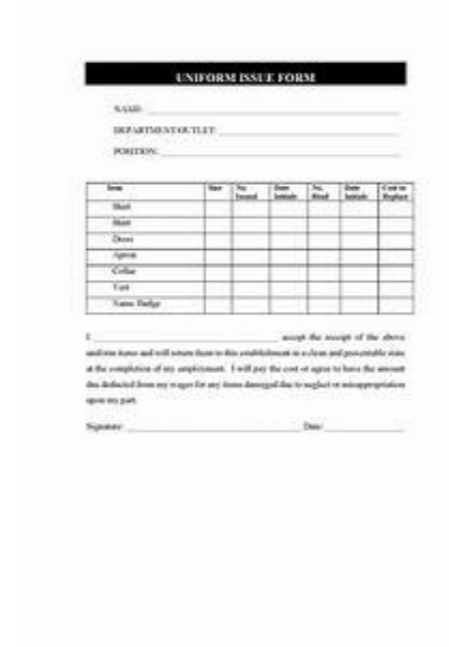 UNIFORM ISSUE FORM
NAME:
DEPARTMENT/OUTLET:
POSITION:
Item Size No. Issued Date Initials No. Rtnd Date Initials Cost to Replace
Shirt
Dress
Apron
Collar
Vest
Name Badge
I accept the receipt of the above
uniform items and will return them to this establishment in a clean and presentable state
at the completion of my employment. I will pay the cost or agree to have the amount
due deducted from my wages for any items damaged due to neglect or misappropriation
upon my part.
Signature: Date: